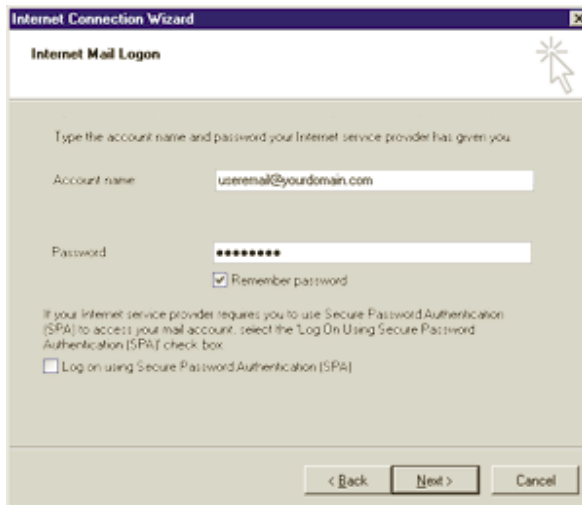 Internet Connection Wizard
Internet Mail Logon
Type the account name and password your Internet service provider has given you.
Account name
useremail@yourdomain.com
Password
••••••••
Remember password
If your Internet service provider requires you to use Secure Password Authentication
(SPA) to access your mail account, select the 'Log On Using Secure Password
Authentication (SPA)' check box.
Log on using Secure Password Authentication (SPA)
< Back
Next >
Cancel